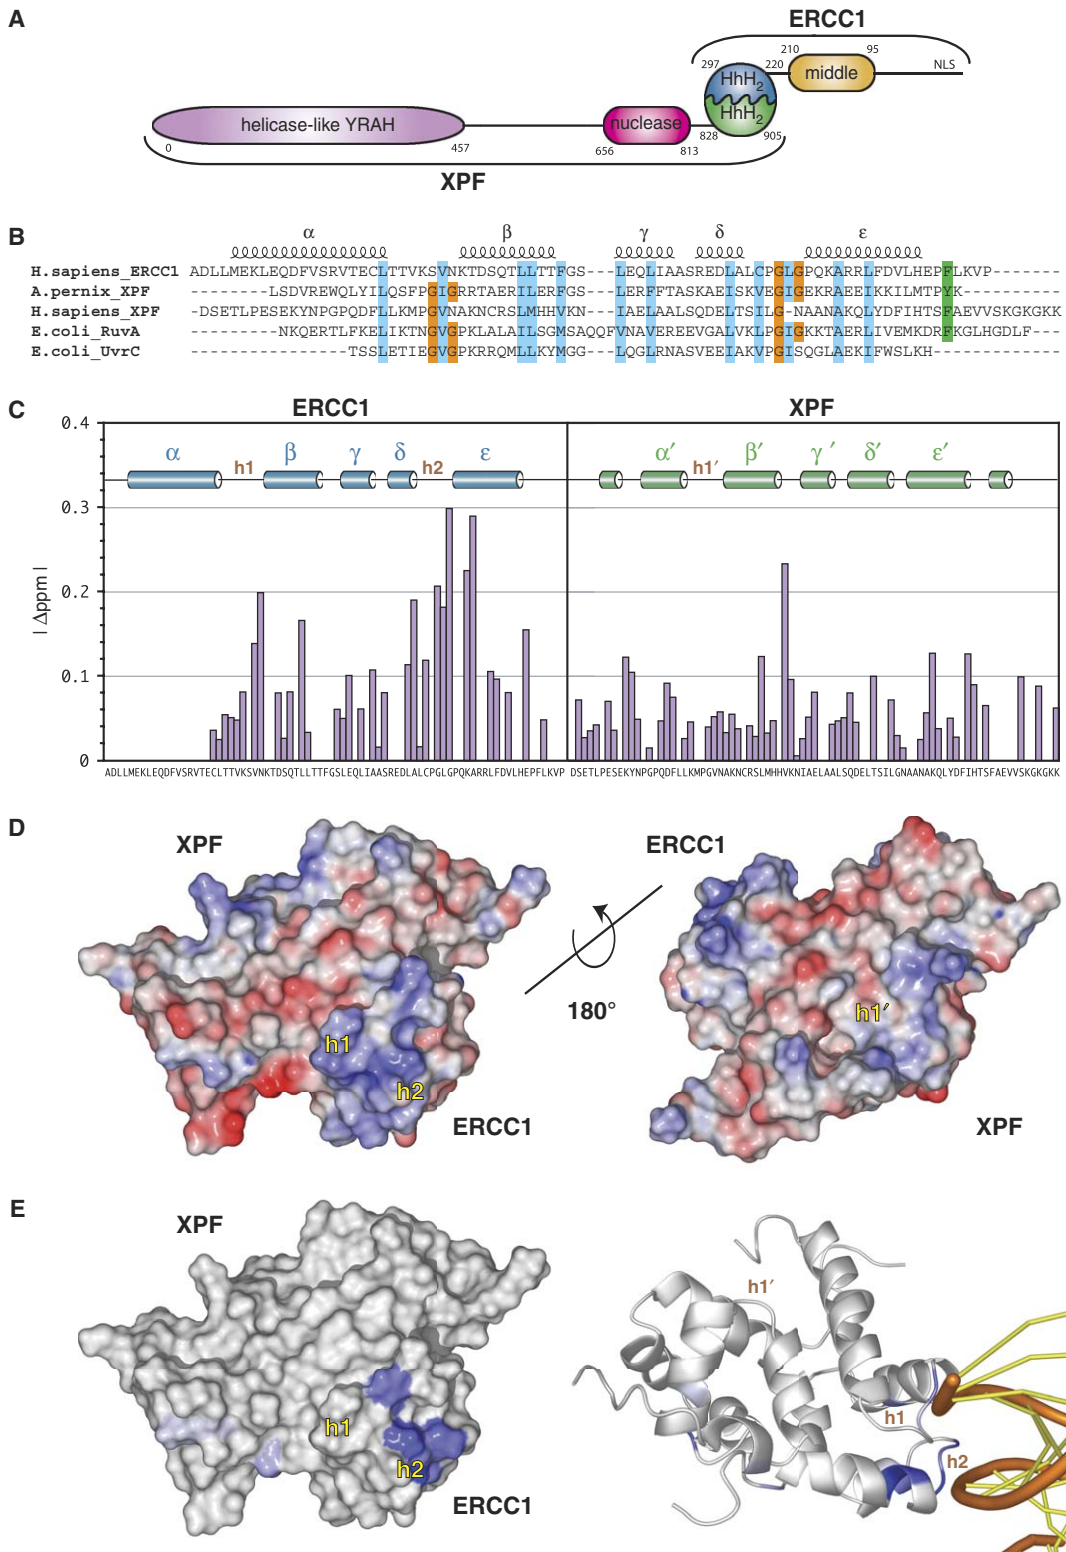 A
ERCC1
210 95
297 220 middle NLS
HhH2
HhH2
helicase-like YRAH nuclease
828 905
0 457 656 813
XPF
B
α β γ δ ε
H.sapiens_ERCC1 ADLLMEKLEQDFVSRVTECLTTVKSVNKTDSQTLLTTFGS---LEQLIAASREDLALCPGLGPQKARRLFDVLHEPFLKVP-------
A.pernix_XPF --------LSDVREWQLYILQSFPGIGRRTAERILERFGS---LERFFTASKAEISKVEGIGEKRAEEIKKILMTPYK----------
H.sapiens_XPF -DSETLPESEKYNPGPQDFLLKMPGVNAKNCRSLMHHVKN---IAELAALSQDELTSILG-NAANAKQLYDFIHTSFAEVVSKGKGKK
E.coli_RuvA ---------NKQERTLFKELIKTNGVGPKLALAILSGMSAQQFVNAVEREEVGALVKLPGIGKKTAERLIVEMKDRFKGLHGDLF---
E.coli_UvrC ----------------TSSLETIEGVGPKRRQMLLKYMGG---LQGLRNASVEEIAKVPGISQGLAEKIFWSLKH-------------
C
ERCC1 XPF
0.4
α h1 β γ δ h2 ε α′ h1′ β′ γ′ δ′ ε′
0.3
0.2
| Δppm |
0.1
0
ADLLMEKLEQDFVSRVTECLTTVKSVNKTDSQTLLTTFGSLEQLIAASREDLALCPGLGPQKARRLFDVLHEPFLKVP DSETLPESEKYNPGPQDFLLKMPGVNAKNCRSLMHHVKNIAELAALSQDELTSILGNAANAKQLYDFIHTSFAEVVSKGKGKK
D
XPF
ERCC1
180°
h1′
h1
h2
ERCC1
XPF
E
XPF
h1′
h1
h1
h2
h2
ERCC1